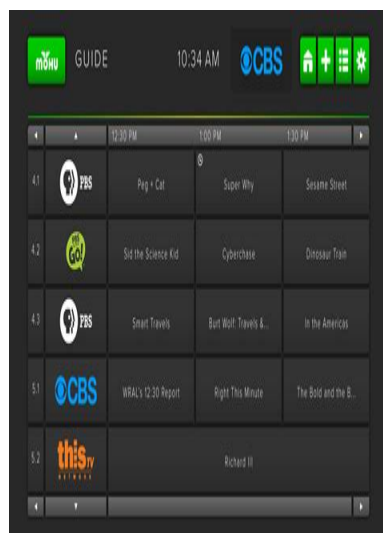 mohu GUIDE 10:34 AM CBS
12:30 PM 1:00 PM 1:30 PM
4.1 PBS Peg + Cat Super Why Sesame Street
4.2 GO! Sid the Science Kid Cyberchase Dinosaur Train
4.3 PBS Smart Travels Burt Wolf: Travels &... In the Americas
5.1 CBS WRAL's 12:30 Report Right This Minute The Bold and the B...
5.2 this TV NETWORK Richard III